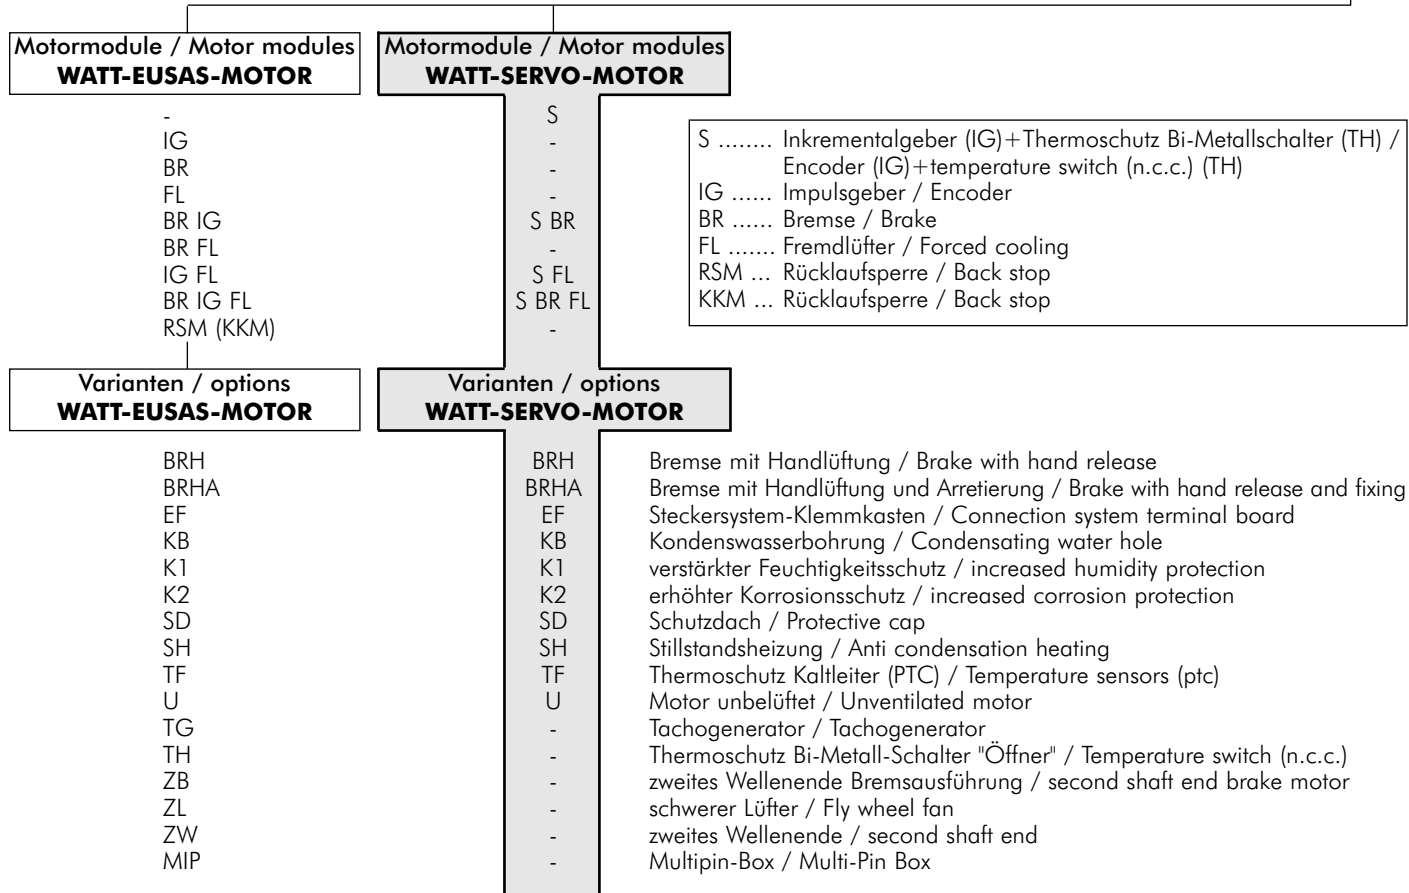 Motormodule / Motor modules
WATT-EUSAS-MOTOR
Motormodule / Motor modules
WATT-SERVO-MOTOR
- S
IG -
BR -
FL -
BR IG S BR
BR FL -
IG FL S FL
BR IG FL S BR FL
RSM (KKM) -
S ........ Inkrementalgeber (IG)+Thermoschutz Bi-Metallschalter (TH) /
Encoder (IG)+temperature switch (n.c.c.) (TH)
IG ...... Impulsgeber / Encoder
BR ...... Bremse / Brake
FL ....... Fremdlüfter / Forced cooling
RSM ... Rücklaufsperre / Back stop
KKM ... Rücklaufsperre / Back stop
Varianten / options
WATT-EUSAS-MOTOR
Varianten / options
WATT-SERVO-MOTOR
BRH BRH Bremse mit Handlüftung / Brake with hand release
BRHA BRHA Bremse mit Handlüftung und Arretierung / Brake with hand release and fixing
EF EF Steckersystem-Klemmkasten / Connection system terminal board
KB KB Kondenswasserbohrung / Condensating water hole
K1 K1 verstärkter Feuchtigkeitsschutz / increased humidity protection
K2 K2 erhöhter Korrosionsschutz / increased corrosion protection
SD SD Schutzdach / Protective cap
SH SH Stillstandsheizung / Anti condensation heating
TF TF Thermoschutz Kaltleiter (PTC) / Temperature sensors (ptc)
U U Motor unbelüftet / Unventilated motor
TG - Tachogenerator / Tachogenerator
TH - Thermoschutz Bi-Metall-Schalter "Öffner" / Temperature switch (n.c.c.)
ZB - zweites Wellenende Bremsausführung / second shaft end brake motor
ZL - schwerer Lüfter / Fly wheel fan
ZW - zweites Wellenende / second shaft end
MIP - Multipin-Box / Multi-Pin Box